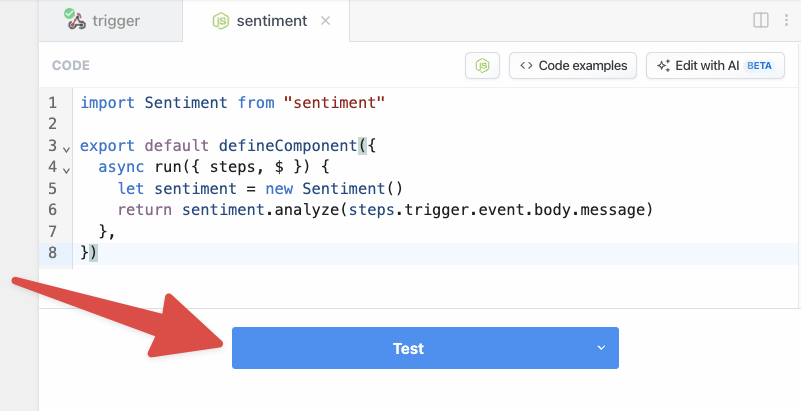 trigger
JS sentiment ×
CODE
JS
<> Code examples
Edit with AI BETA
1 import Sentiment from "sentiment"
2
3 export default defineComponent({
4   async run({ steps, $ }) {
5     let sentiment = new Sentiment()
6     return sentiment.analyze(steps.trigger.event.body.message)
7   },
8 })
Test